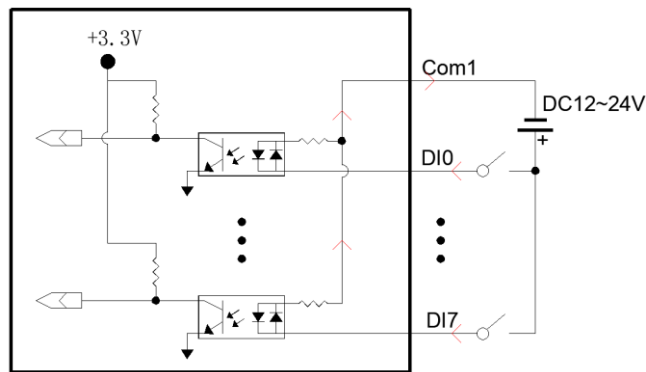 +3.3V
Com1
DC12~24V
+
DI0
DI7